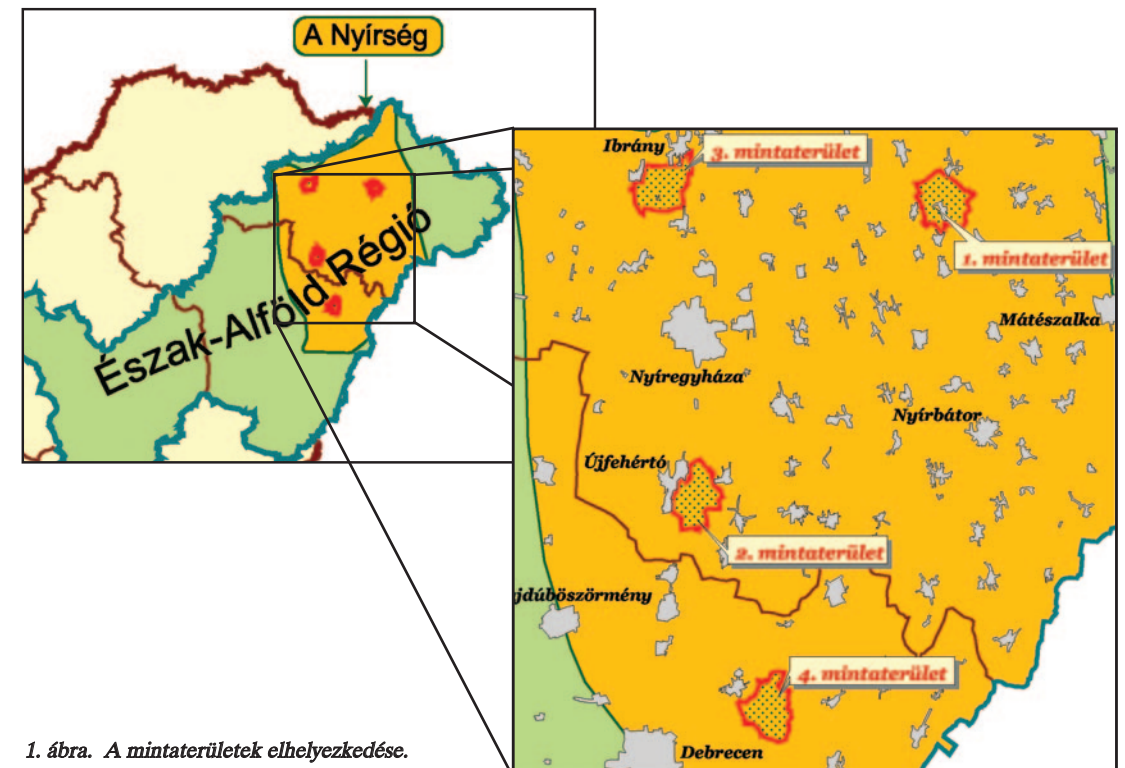 A Nyírség
Észak-Alföld Régió
Ibrány
3. mintaterület
1. mintaterület
Mátészalka
Nyíregyháza
Nyírbátor
Újfehértó
2. mintaterület
jdúböszörmény
4. mintaterület
Debrecen
1. ábra. A mintaterületek elhelyezkedése.